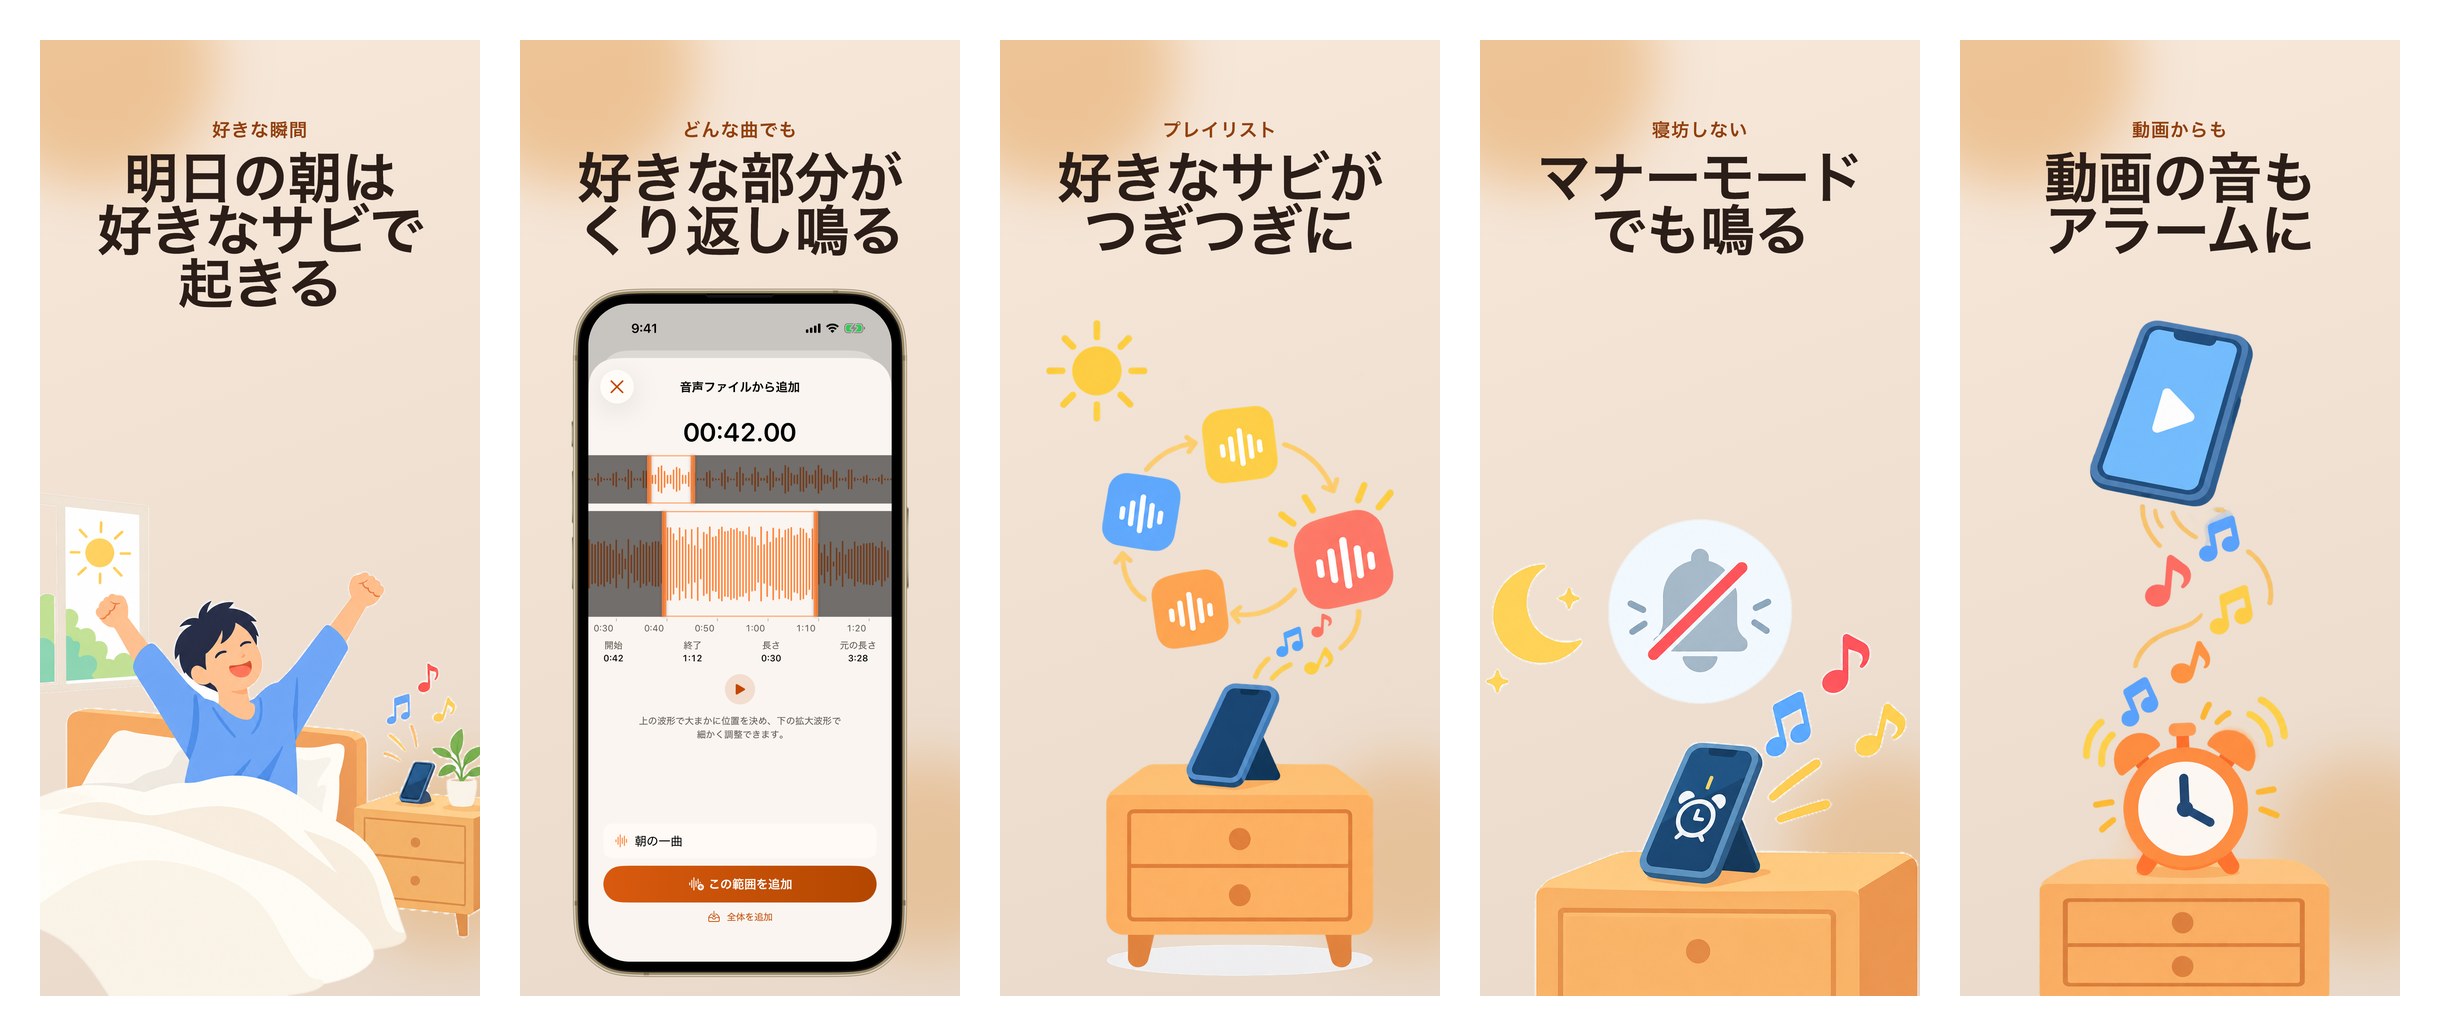 好きな瞬間
明日の朝は
好きなサビで
起きる
どんな曲でも
好きな部分が
くり返し鳴る
9:41
音声ファイルから追加
00:42.00
0:30 0:40 0:50 1:00 1:10 1:20
開始 終了 長さ 元の長さ
0:42 1:12 0:30 3:28
上の波形で大まかに位置を決め、下の拡大波形で
細かく調整できます。
朝の一曲
この範囲を追加
全体を追加
プレイリスト
好きなサビが
つぎつぎに
寝坊しない
マナーモード
でも鳴る
動画からも
動画の音も
アラームに